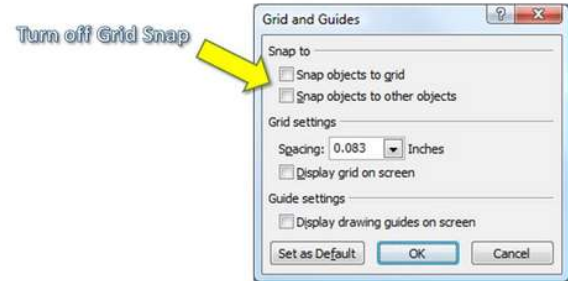 Turn off Grid Snap
Grid and Guides
Snap to
Snap objects to grid
Snap objects to other objects
Grid settings
Spacing: 0.083 Inches
Display grid on screen
Guide settings
Display drawing guides on screen
Set as Default OK Cancel